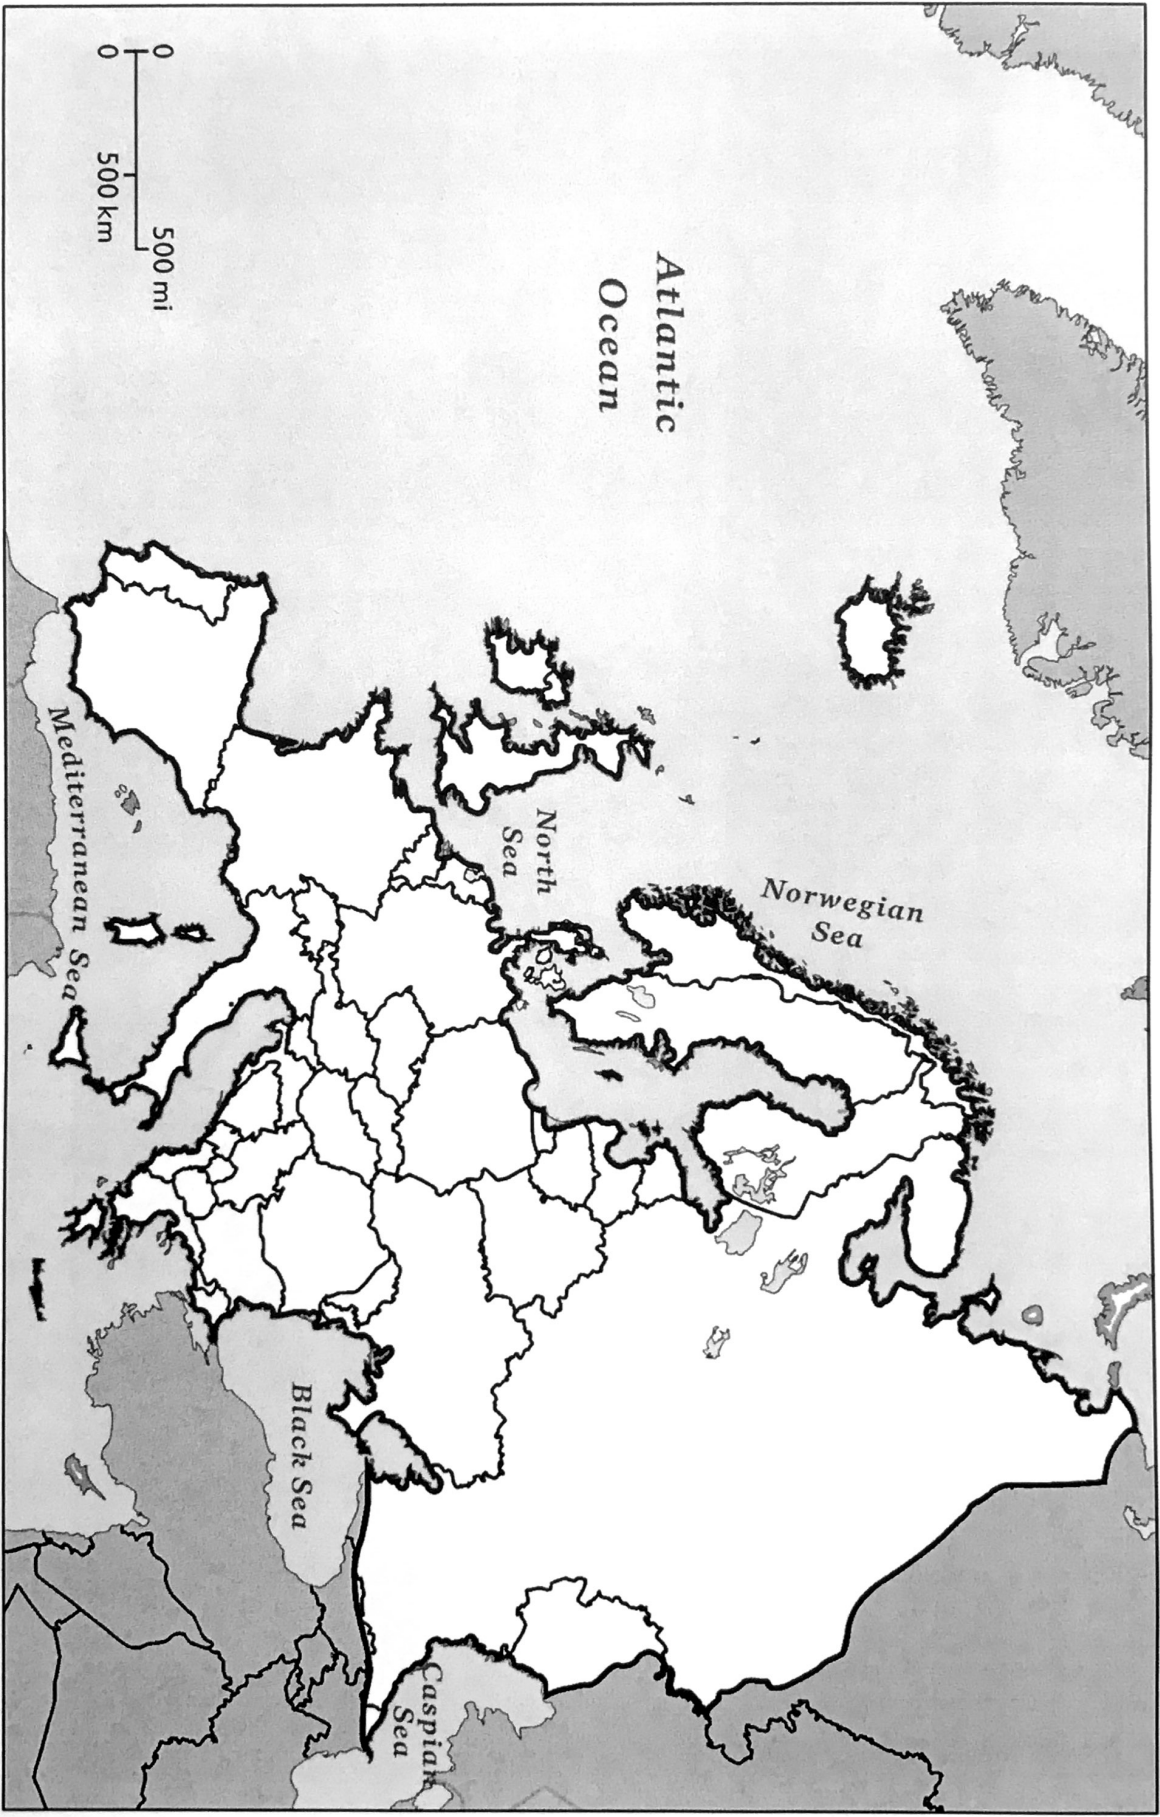 Atlantic
Ocean
Norwegian
Sea
North
Sea
Mediterranean Sea
Black Sea
Caspian
Sea
0 500 mi
0 500 km